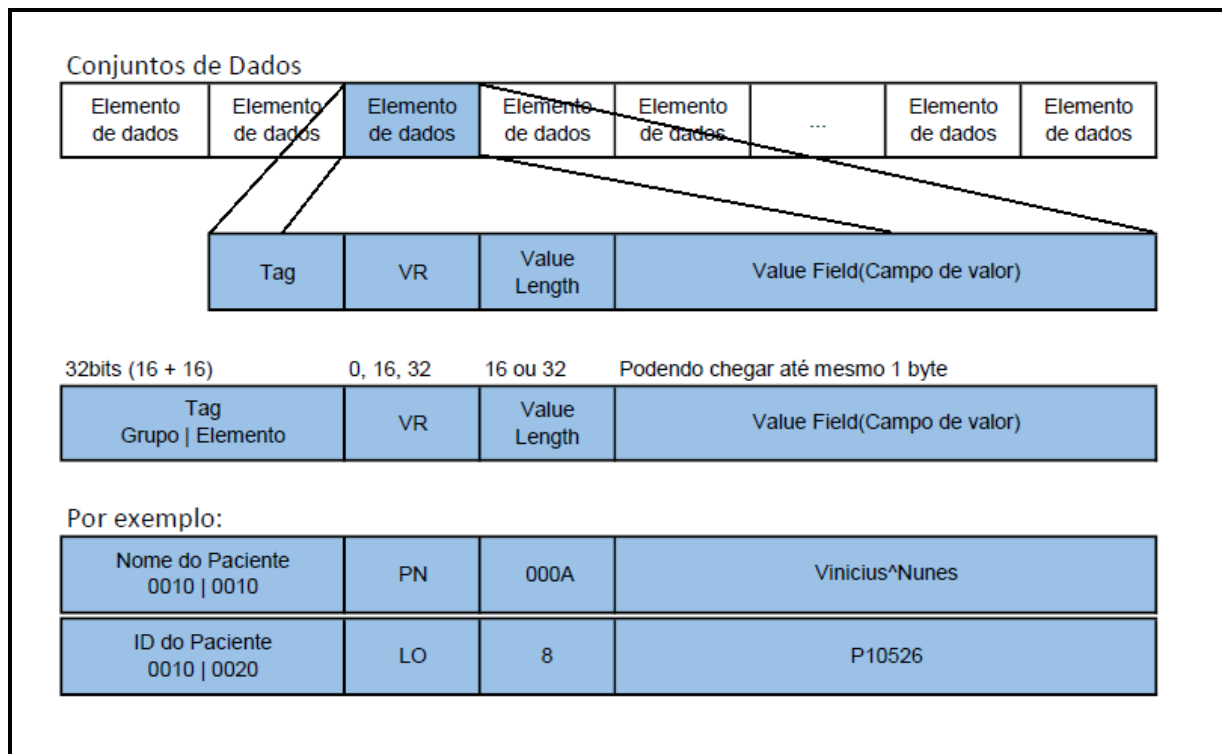 Conjuntos de Dados
Elemento de dados
Elemento de dados
Elemento de dados
Elemento de dados
Elemento de dados
...
Elemento de dados
Elemento de dados
Tag
VR
Value Length
Value Field(Campo de valor)
32bits (16 + 16)
0, 16, 32
16 ou 32
Podendo chegar até mesmo 1 byte
Tag
Grupo | Elemento
VR
Value Length
Value Field(Campo de valor)
Por exemplo:
Nome do Paciente
0010 | 0010
PN
000A
Vinicius^Nunes
ID do Paciente
0010 | 0020
LO
8
P10526